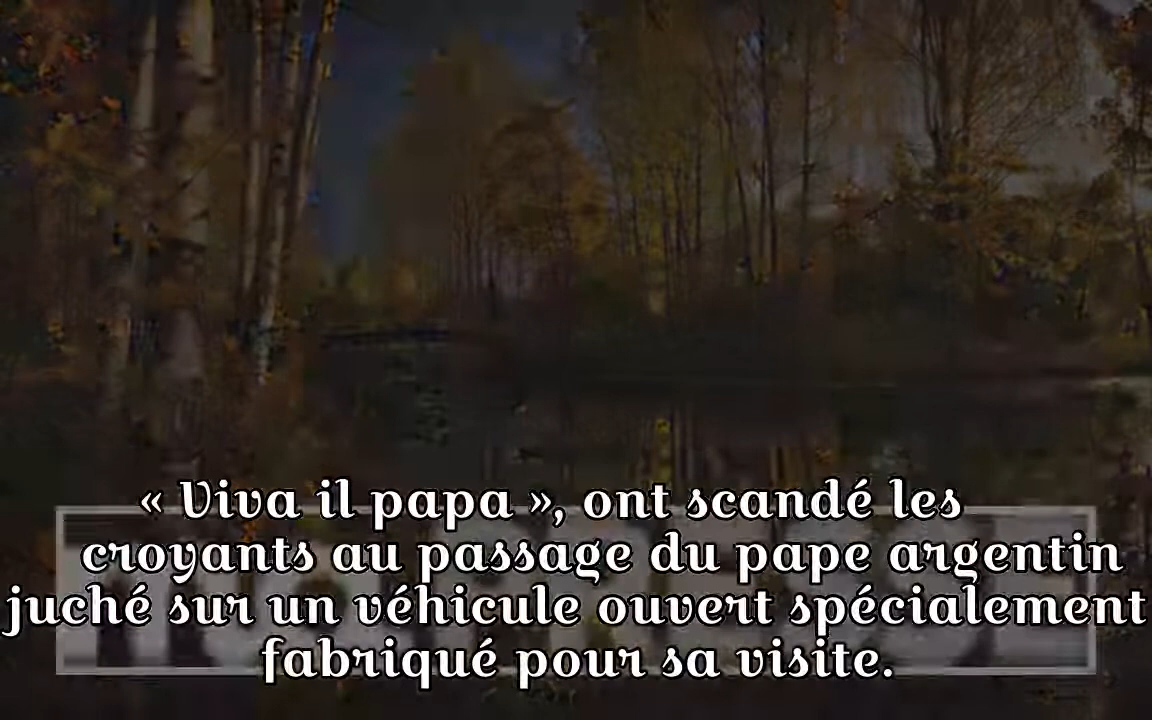 « Viva il papa », ont scandé les
croyants au passage du pape argentin
juché sur un véhicule ouvert spécialement
fabriqué pour sa visite.